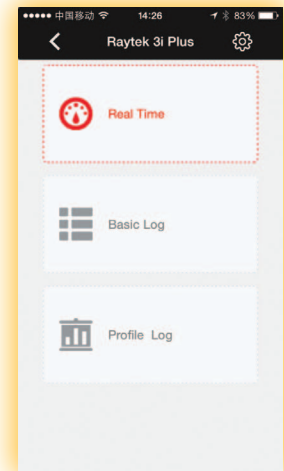 中国移动 14:26 83%
Raytek 3i Plus
Real Time
Basic Log
Profile Log